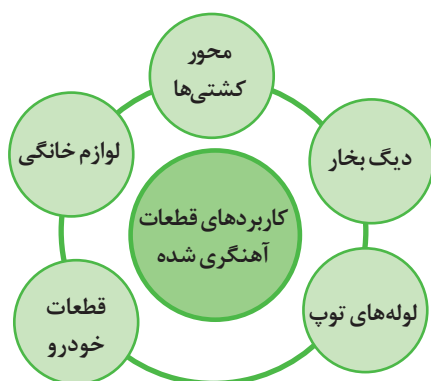 محور
کشتی‌ها
دیگ بخار
لوله‌های توپ
قطعات
خودرو
لوازم خانگی
کاربردهای قطعات
آهنگری شده